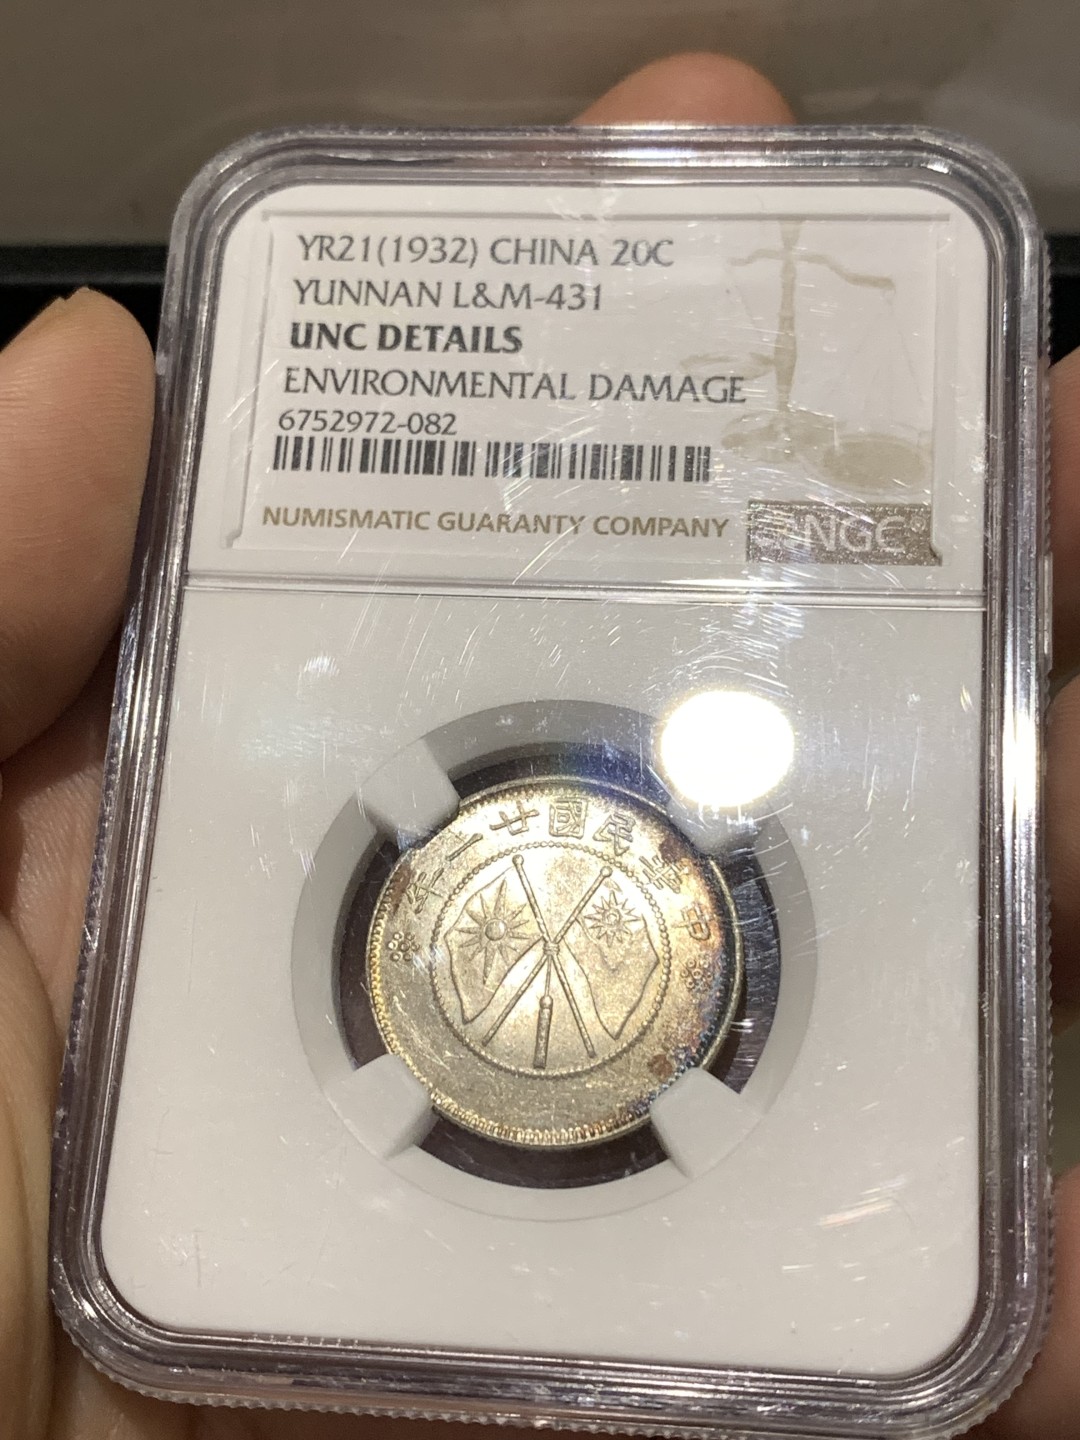 YR21(1932) CHINA 20C
YUNNAN L&M-431
UNC DETAILS
ENVIRONMENTAL DAMAGE
6752972-082
NUMISMATIC GUARANTY COMPANY
NGC
年一廿國民華中